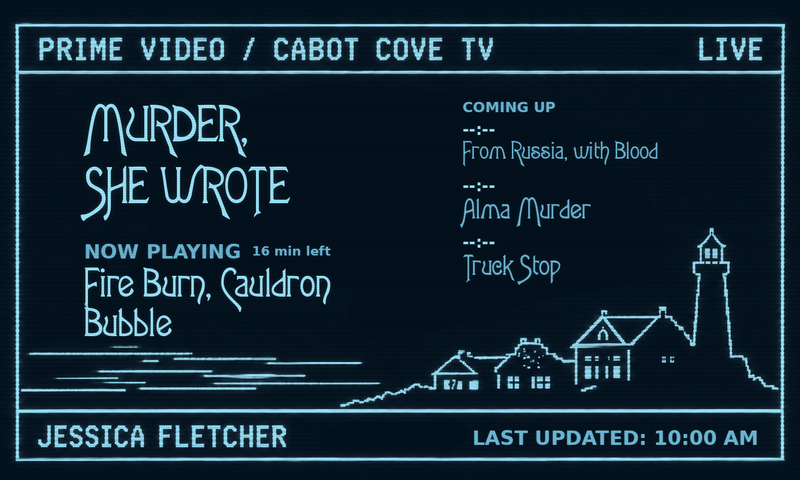 PRIME VIDEO / CABOT COVE TV
LIVE
MURDER,
SHE WROTE
NOW PLAYING 16 min left
Fire Burn, Cauldron
Bubble
COMING UP
--:--
From Russia, with Blood
--:--
Alma Murder
--:--
Truck Stop
JESSICA FLETCHER
LAST UPDATED: 10:00 AM